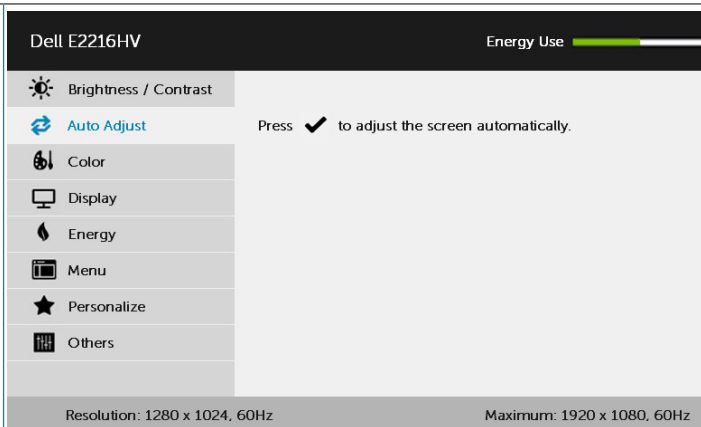 Dell E2216HV
Energy Use
Brightness / Contrast
Auto Adjust
Press ✔ to adjust the screen automatically.
Color
Display
Energy
Menu
Personalize
Others
Resolution: 1280 x 1024, 60Hz
Maximum: 1920 x 1080, 60Hz